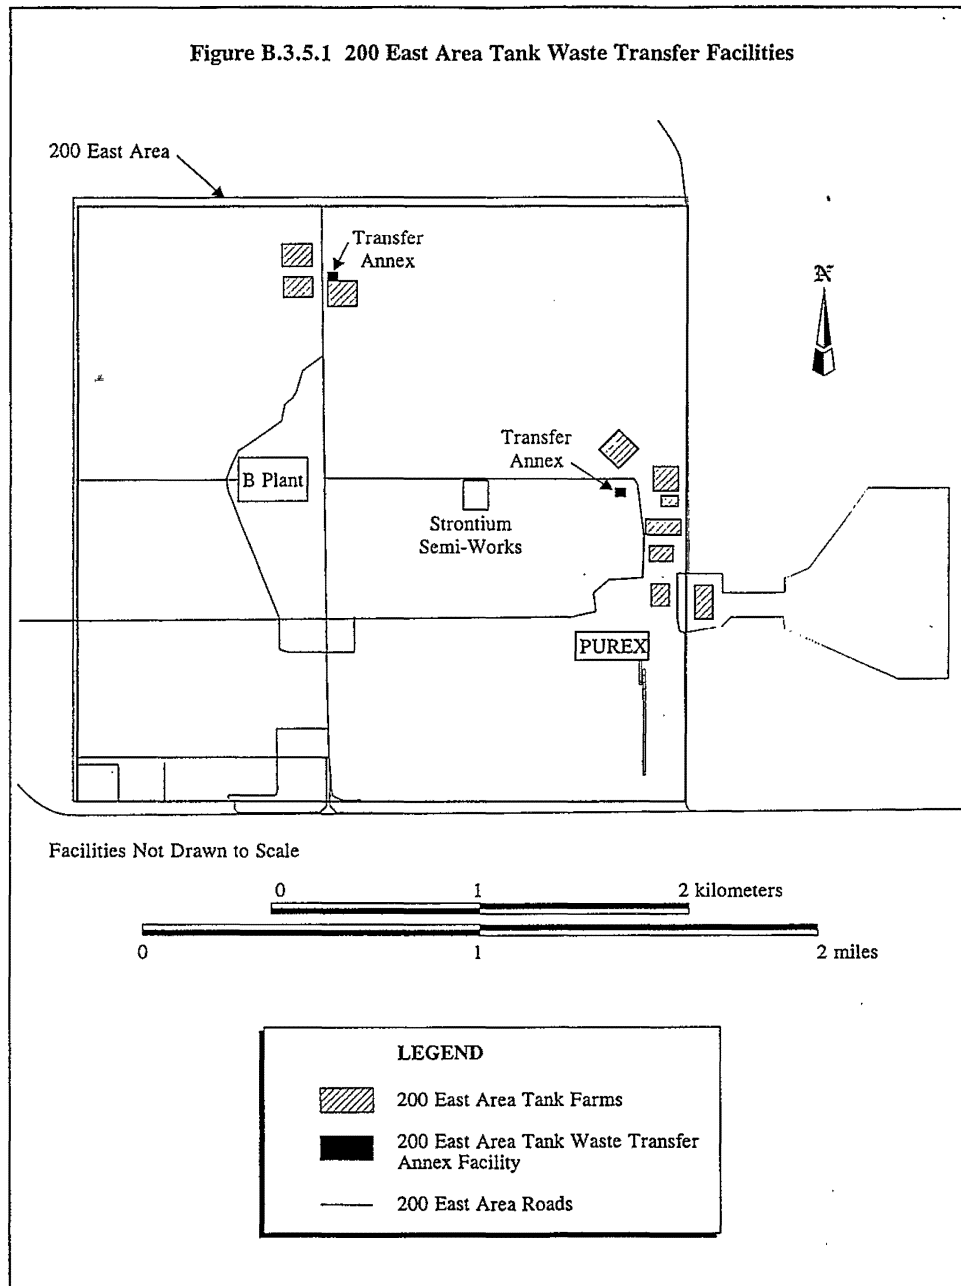 Figure B.3.5.1 200 East Area Tank Waste Transfer Facilities
200 East Area
Transfer
Annex
N
Transfer
Annex
B Plant
Strontium
Semi-Works
PUREX
Facilities Not Drawn to Scale
0 1 2 kilometers
0 1 2 miles
LEGEND
200 East Area Tank Farms
200 East Area Tank Waste Transfer
Annex Facility
200 East Area Roads